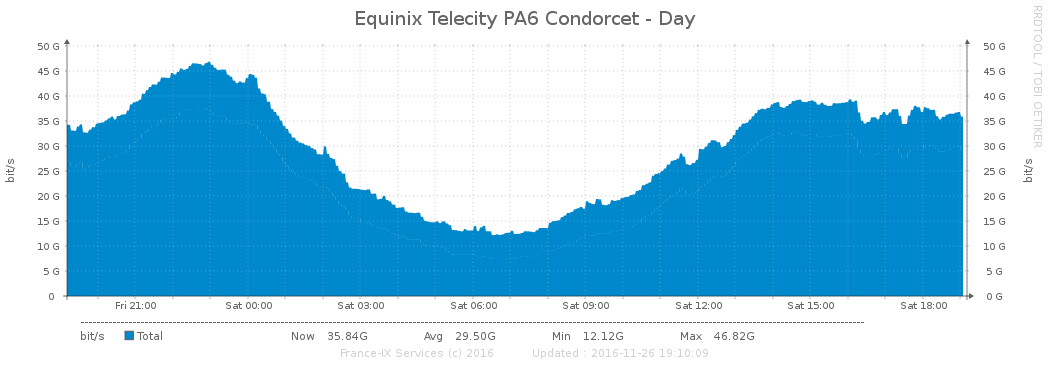 Equinix Telecity PA6 Condorcet - Day
RRDTOOL / TOBI OETIKER
50 G 50 G
45 G 45 G
40 G 40 G
35 G 35 G
30 G 30 G
25 G 25 G
20 G 20 G
15 G 15 G
10 G 10 G
5 G 5 G
0 0 G
bit/s bit/s
Fri 21:00 Sat 00:00 Sat 03:00 Sat 06:00 Sat 09:00 Sat 12:00 Sat 15:00 Sat 18:00
bit/s Total Now 35.84G Avg 29.50G Min 12.12G Max 46.82G
France-IX Services (c) 2016 Updated : 2016-11-26 19:10:09